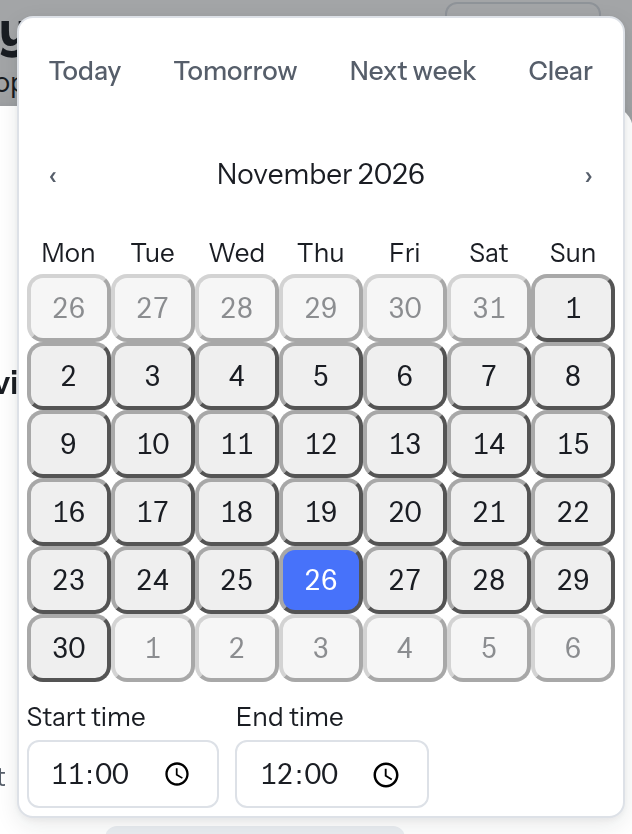 Today Tomorrow Next week Clear
‹ November 2026 ›
Mon Tue Wed Thu Fri Sat Sun
26 27 28 29 30 31 1
2 3 4 5 6 7 8
9 10 11 12 13 14 15
16 17 18 19 20 21 22
23 24 25 26 27 28 29
30 1 2 3 4 5 6
Start time End time
11:00 12:00